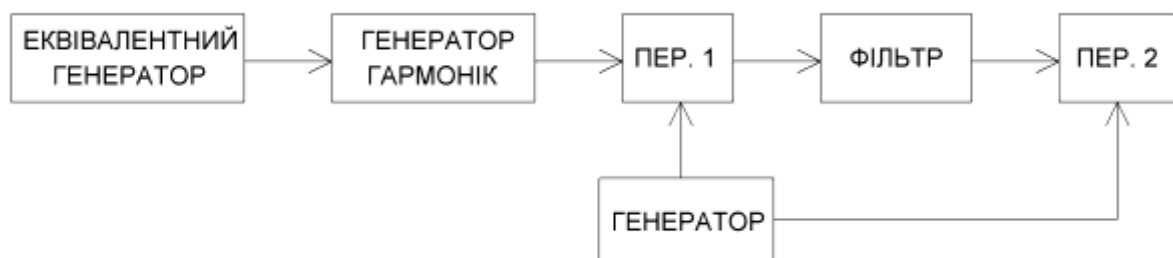 ЕКВІВАЛЕНТНИЙ
ГЕНЕРАТОР
ГЕНЕРАТОР
ГАРМОНІК
ПЕР. 1
ФІЛЬТР
ПЕР. 2
ГЕНЕРАТОР